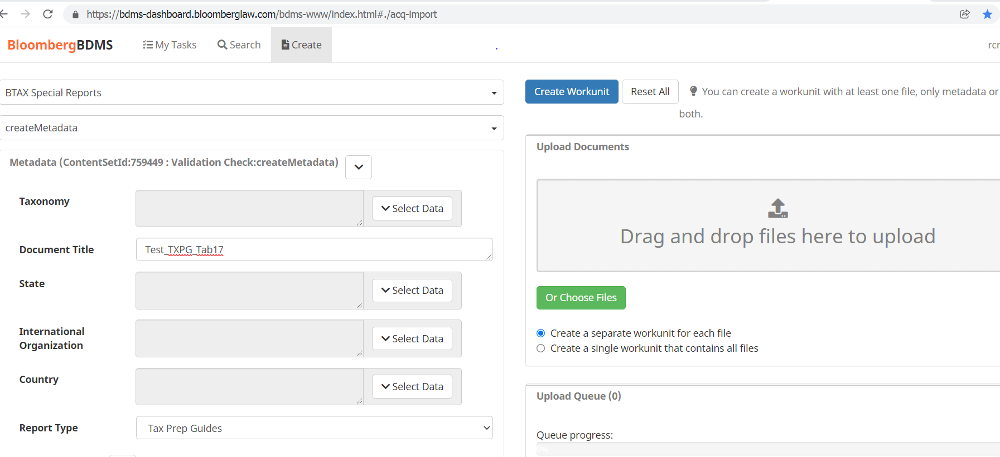 https://bdms-dashboard.bloomberglaw.com/bdms-www/index.html#./acq-import
BloombergBDMS
My Tasks
Search
Create
rcr
BTAX Special Reports
createMetadata
Metadata (ContentSetId:759449 : Validation Check:createMetadata)
Taxonomy
Select Data
Document Title
Test_TXPG_Tab17
State
Select Data
International
Organization
Select Data
Country
Select Data
Report Type
Tax Prep Guides
Create Workunit
Reset All
You can create a workunit with at least one file, only metadata or
both.
Upload Documents
Drag and drop files here to upload
Or Choose Files
Create a separate workunit for each file
Create a single workunit that contains all files
Upload Queue (0)
Queue progress:
0%